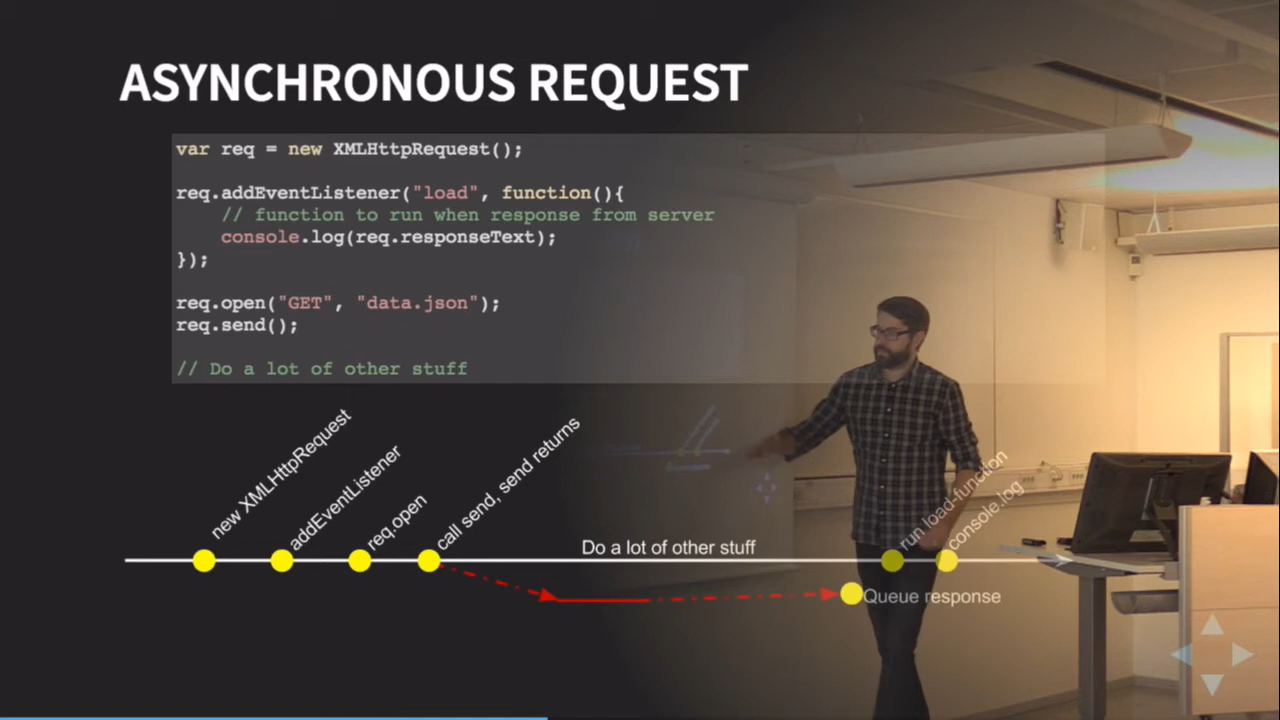 ASYNCHRONOUS REQUEST
var req = new XMLHttpRequest();
req.addEventListener("load", function(){
// function to run when response from server
console.log(req.responseText);
});
req.open("GET", "data.json");
req.send();
// Do a lot of other stuff
new XMLHttpRequest
addEventListener
req.open
call send, send returns
Do a lot of other stuff
run load-function
console.log
Queue response